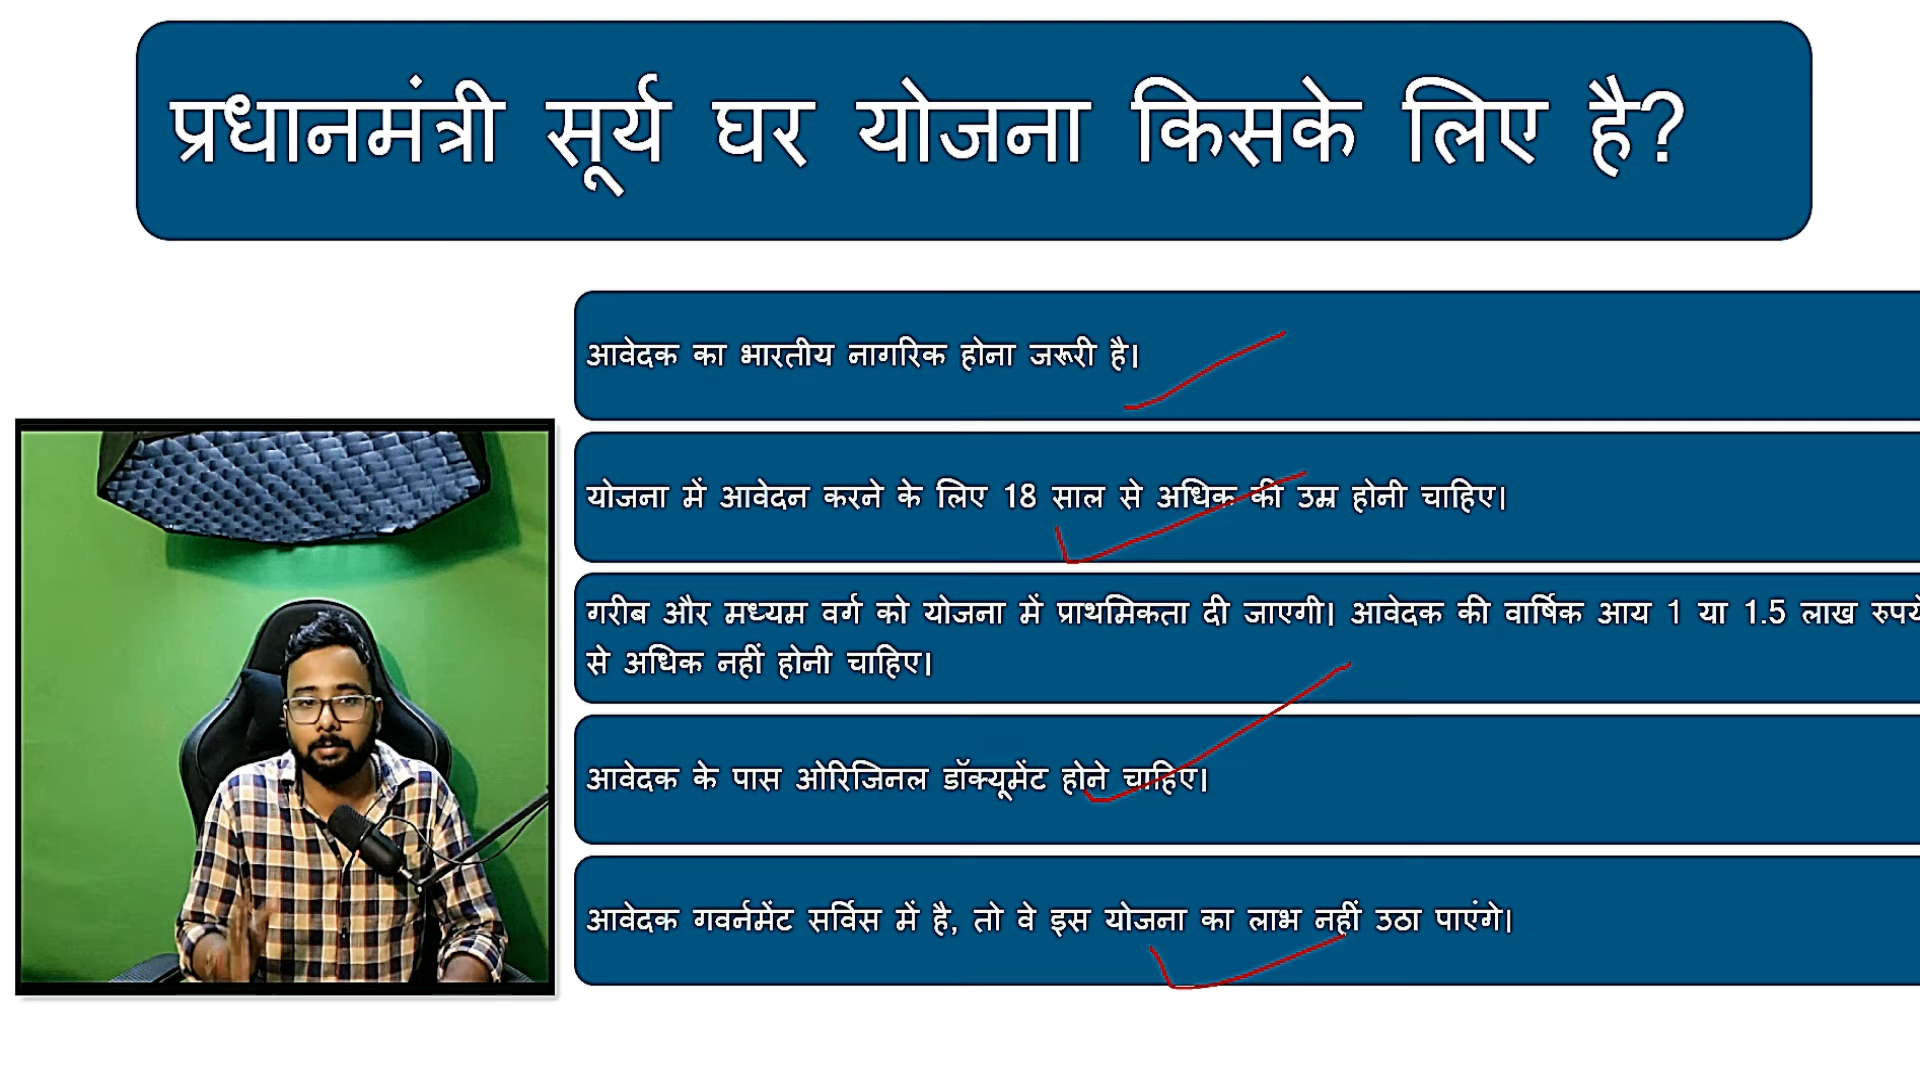 प्रधानमंत्री सूर्य घर योजना किसके लिए है?
आवेदक का भारतीय नागरिक होना जरूरी है।
योजना में आवेदन करने के लिए 18 साल से अधिक की उम्र होनी चाहिए।
गरीब और मध्यम वर्ग को योजना में प्राथमिकता दी जाएगी। आवेदक की वार्षिक आय 1 या 1.5 लाख रुपये
से अधिक नहीं होनी चाहिए।
आवेदक के पास ओरिजिनल डॉक्यूमेंट होने चाहिए।
आवेदक गवर्नमेंट सर्विस में है, तो वे इस योजना का लाभ नहीं उठा पाएंगे।